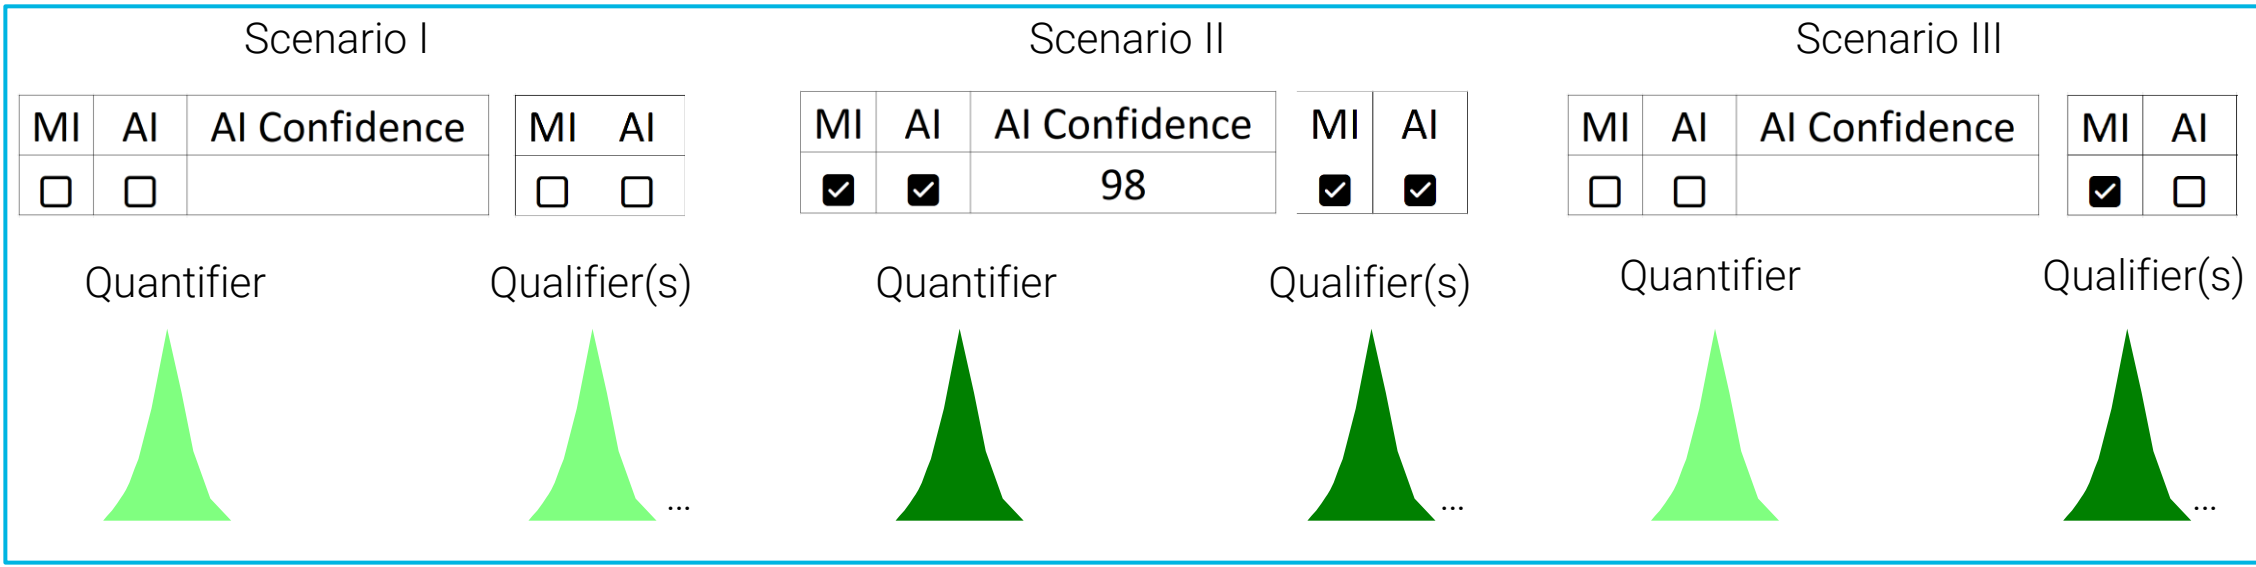 Scenario I Scenario II Scenario III
MI AI AI Confidence MI AI MI AI AI Confidence MI AI MI AI AI Confidence MI AI
98
Quantifier Qualifier(s) Quantifier Qualifier(s) Quantifier Qualifier(s)
... ... ...